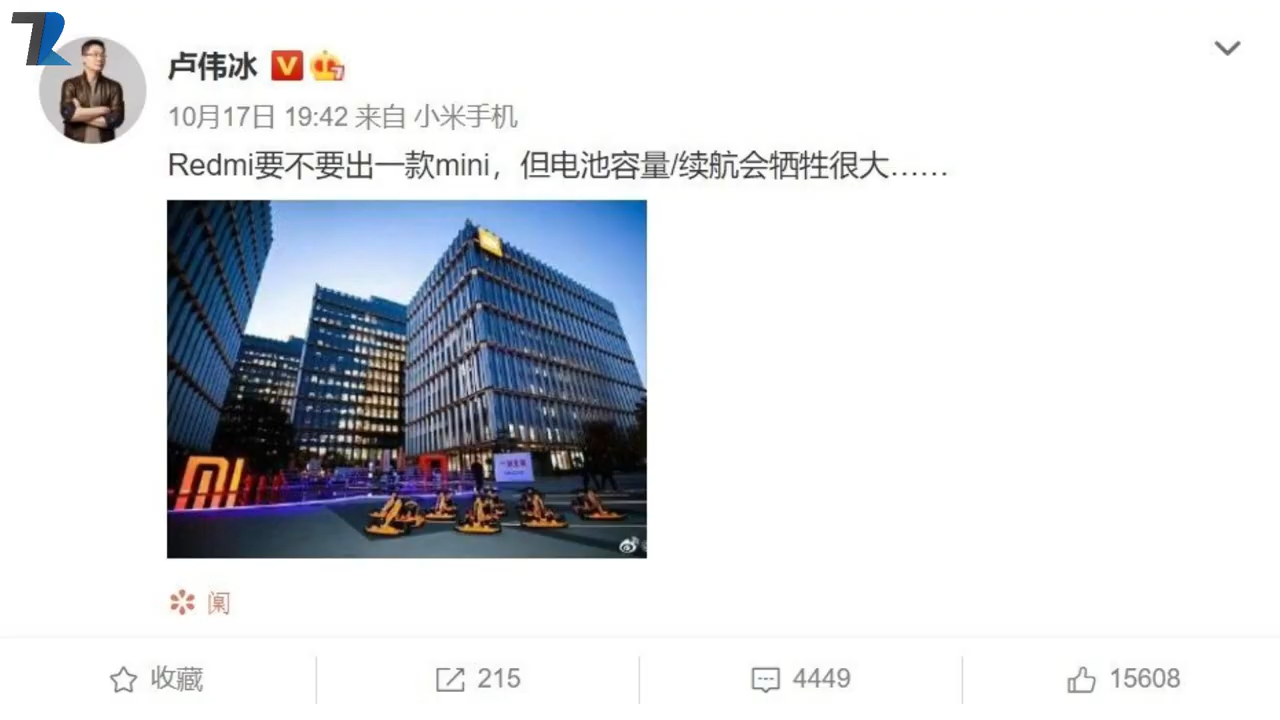 卢伟冰
10月17日 19:42 来自 小米手机
Redmi要不要出一款mini，但电池容量/续航会牺牲很大……
收藏
215
4449
15608